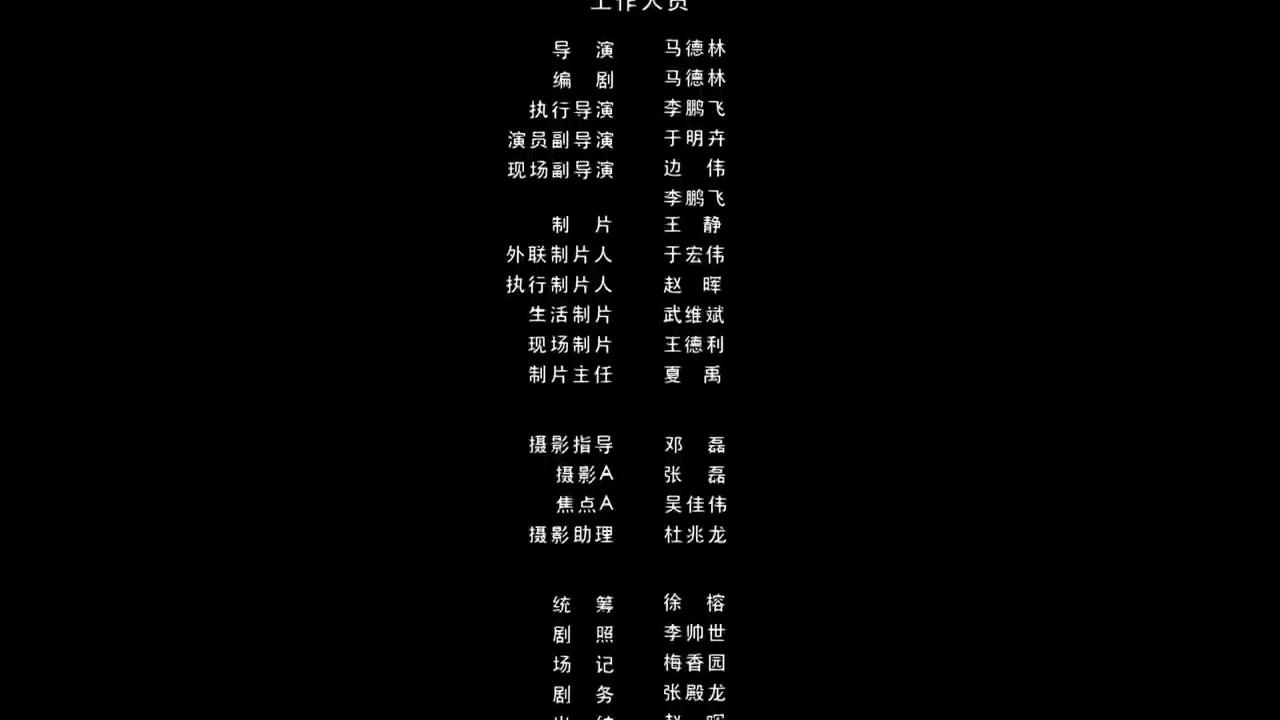 工作人员
导 演 马德林
编 剧 马德林
执行导演 李鹏飞
演员副导演 于明卉
现场副导演 边 伟
李鹏飞
制 片 王 静
外联制片人 于宏伟
执行制片人 赵 晖
生活制片 武维斌
现场制片 王德利
制片主任 夏 禹
摄影指导 邓 磊
摄影A 张 磊
焦点A 吴佳伟
摄影助理 杜兆龙
统 筹 徐 榕
剧 照 李帅世
场 记 梅香园
剧 务 张殿龙